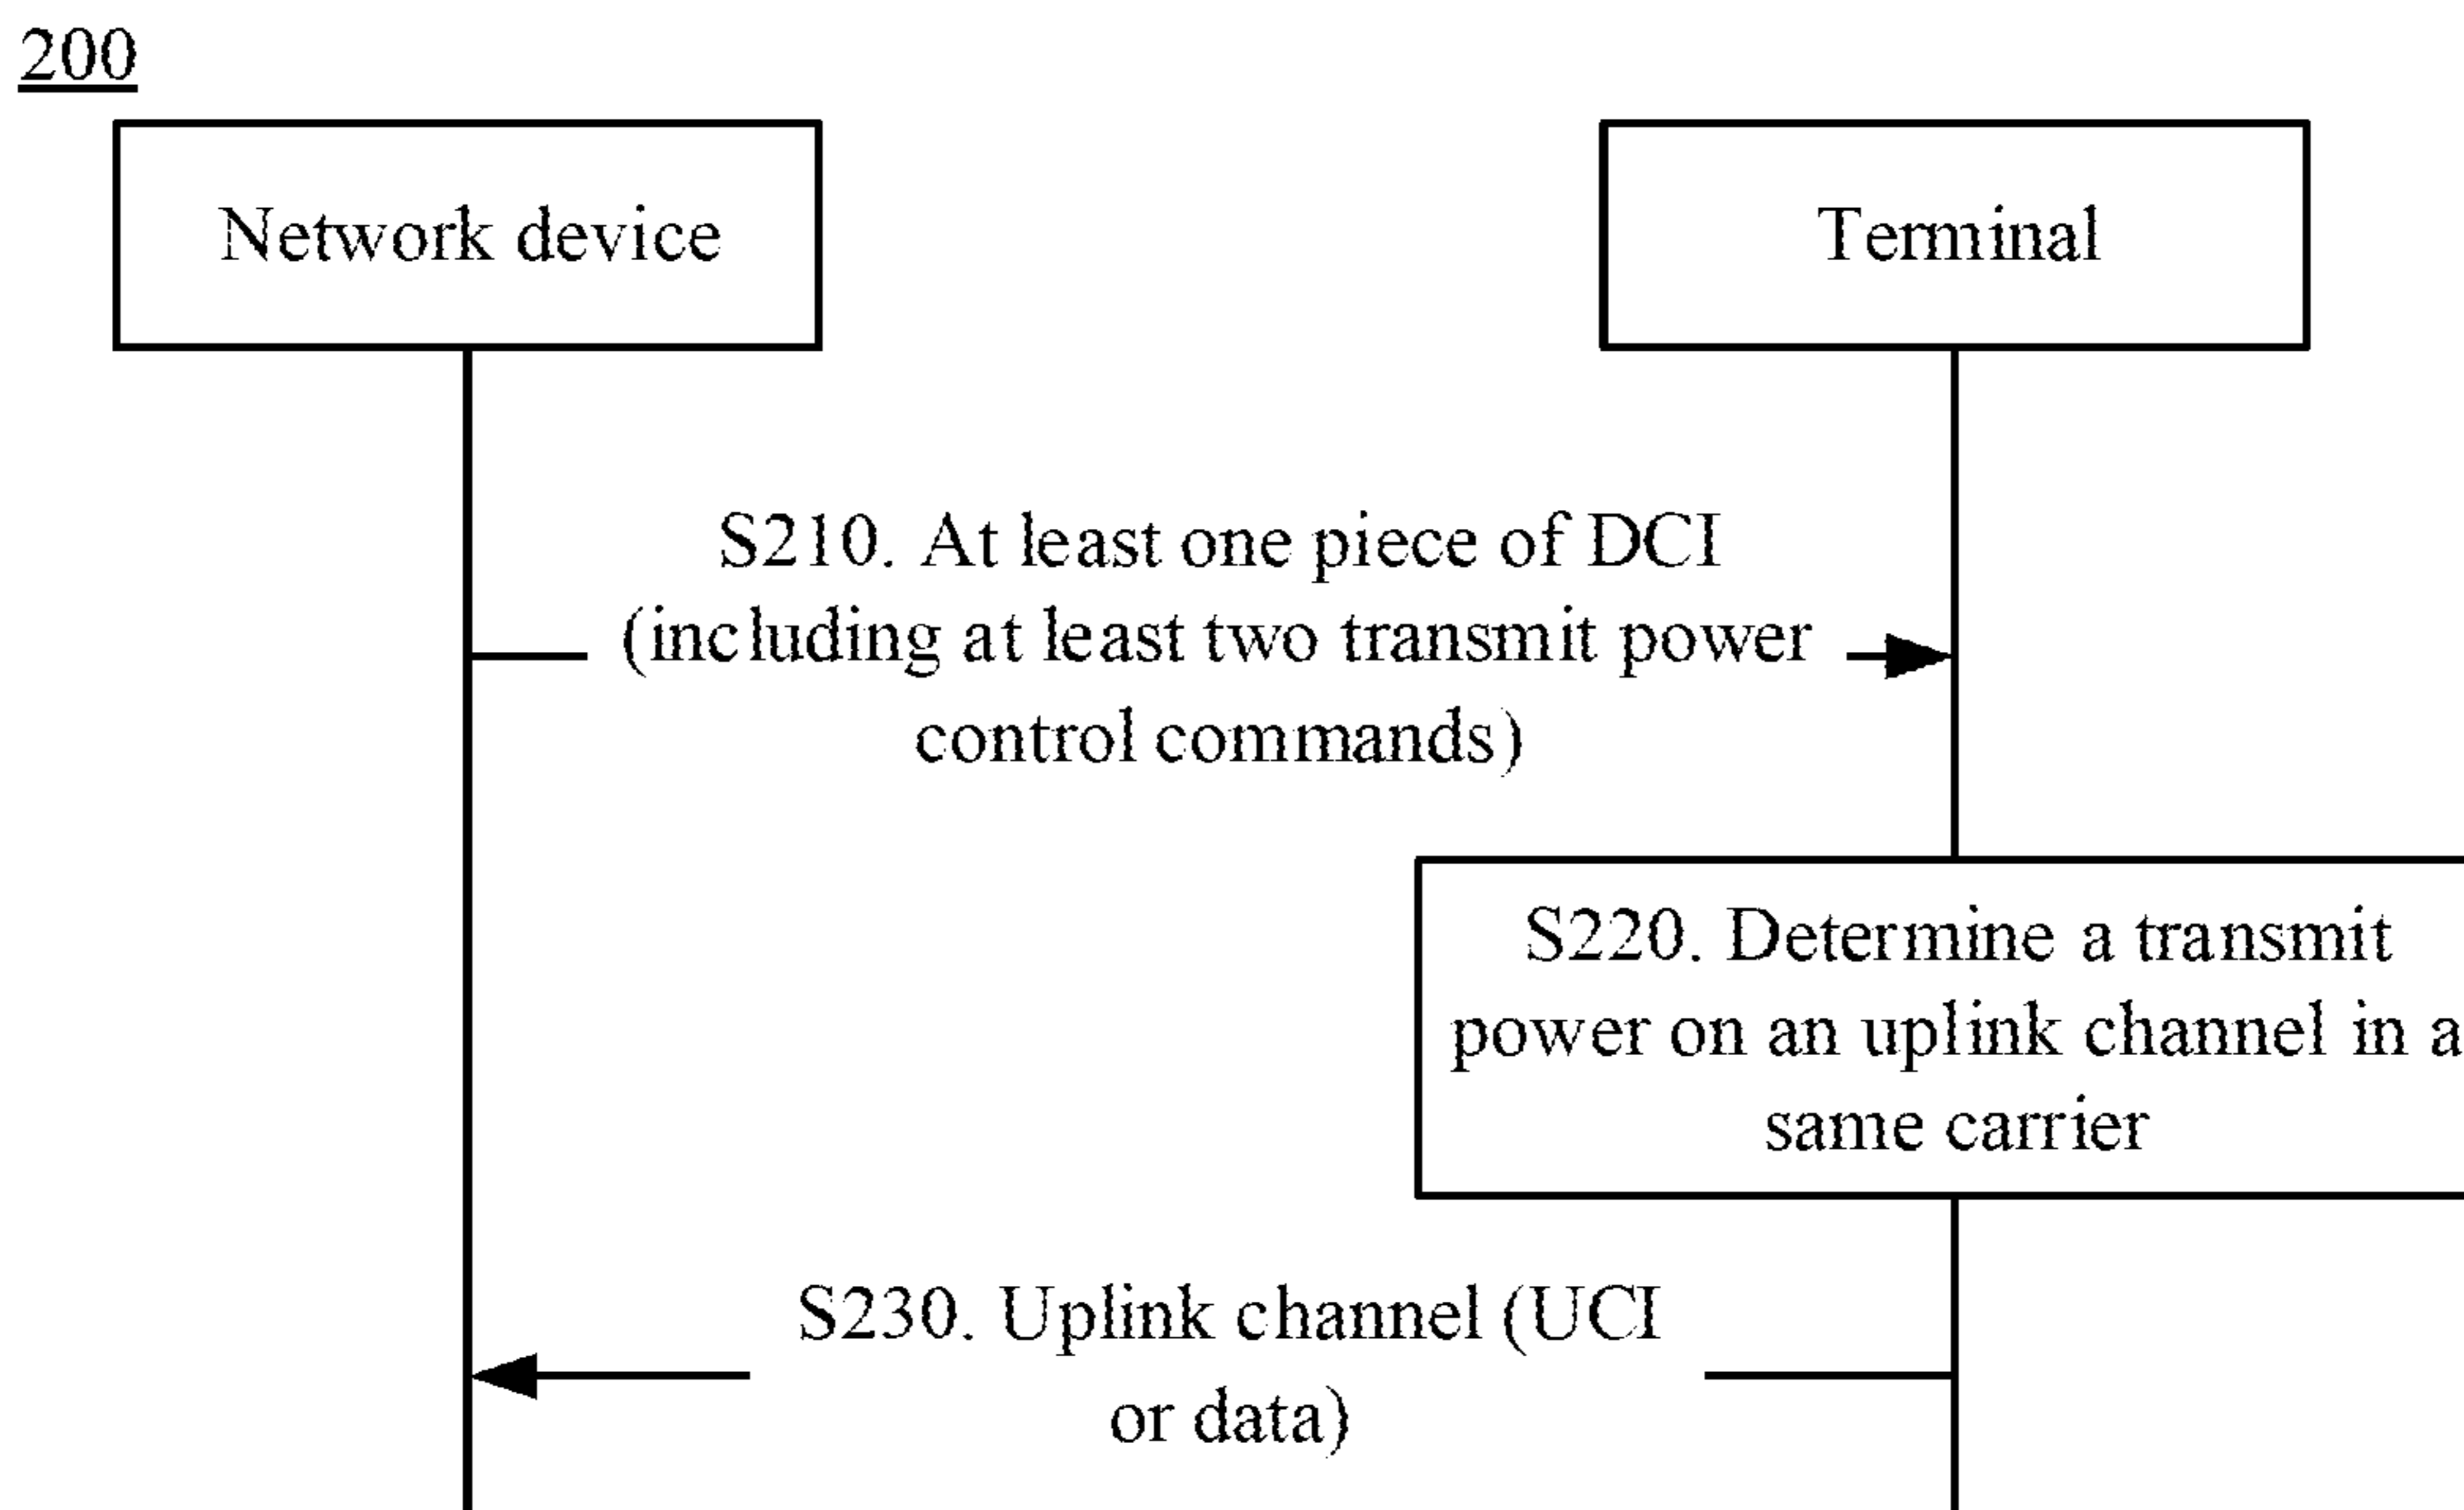 200
Network device
Terminal
S210. At least one piece of DCI
(including at least two transmit power
control commands)
S220. Determine a transmit
power on an uplink channel in a
same carrier
S230. Uplink channel (UCI
or data)